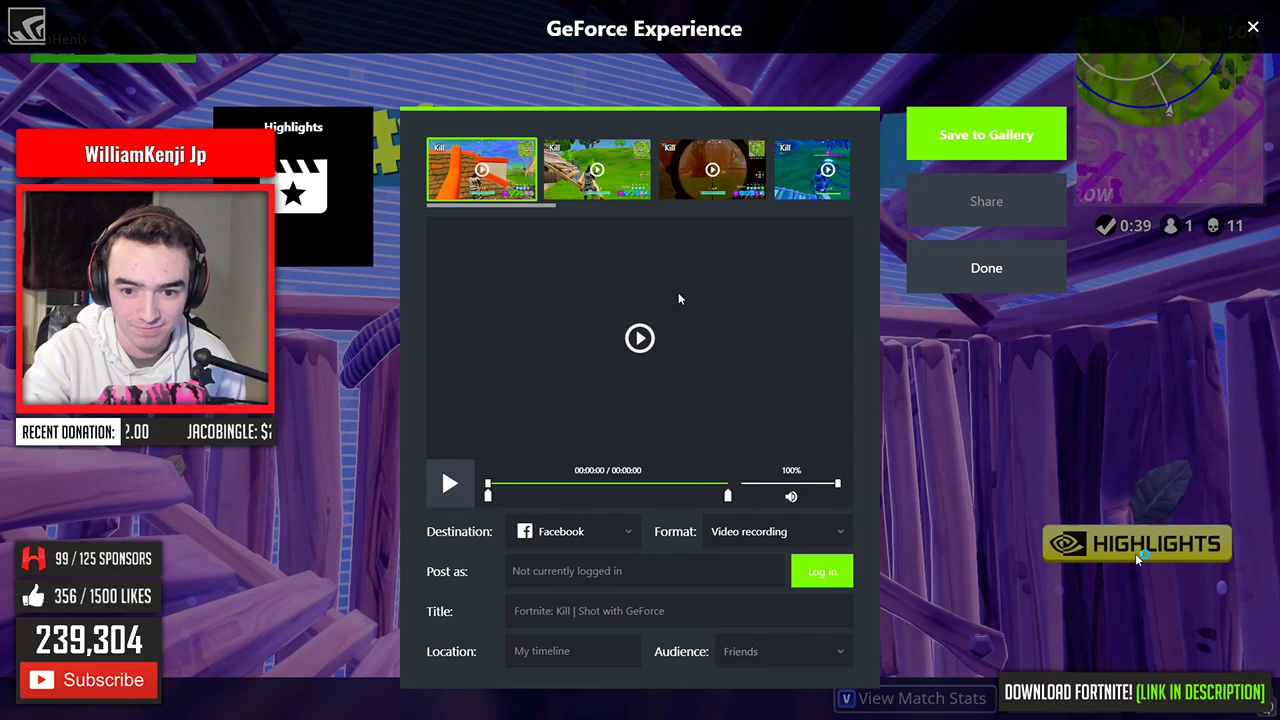 GeForce Experience
WilliamKenji Jp
RECENT DONATION:
2.00
JACOBINGLE: $
99 / 125 SPONSORS
356 / 1500 LIKES
239,304
Subscribe
Highlights
Kill
Kill
Kill
Kill
00:00:00 / 00:00:00
100%
Destination:
Facebook
Format:
Video recording
Post as:
Not currently logged in
Log in
Title:
Fortnite: Kill | Shot with GeForce
Location:
My timeline
Audience:
Friends
Save to Gallery
Share
Done
0:39
1
11
HIGHLIGHTS
V View Match Stats
DOWNLOAD FORTNITE! (LINK IN DESCRIPTION)